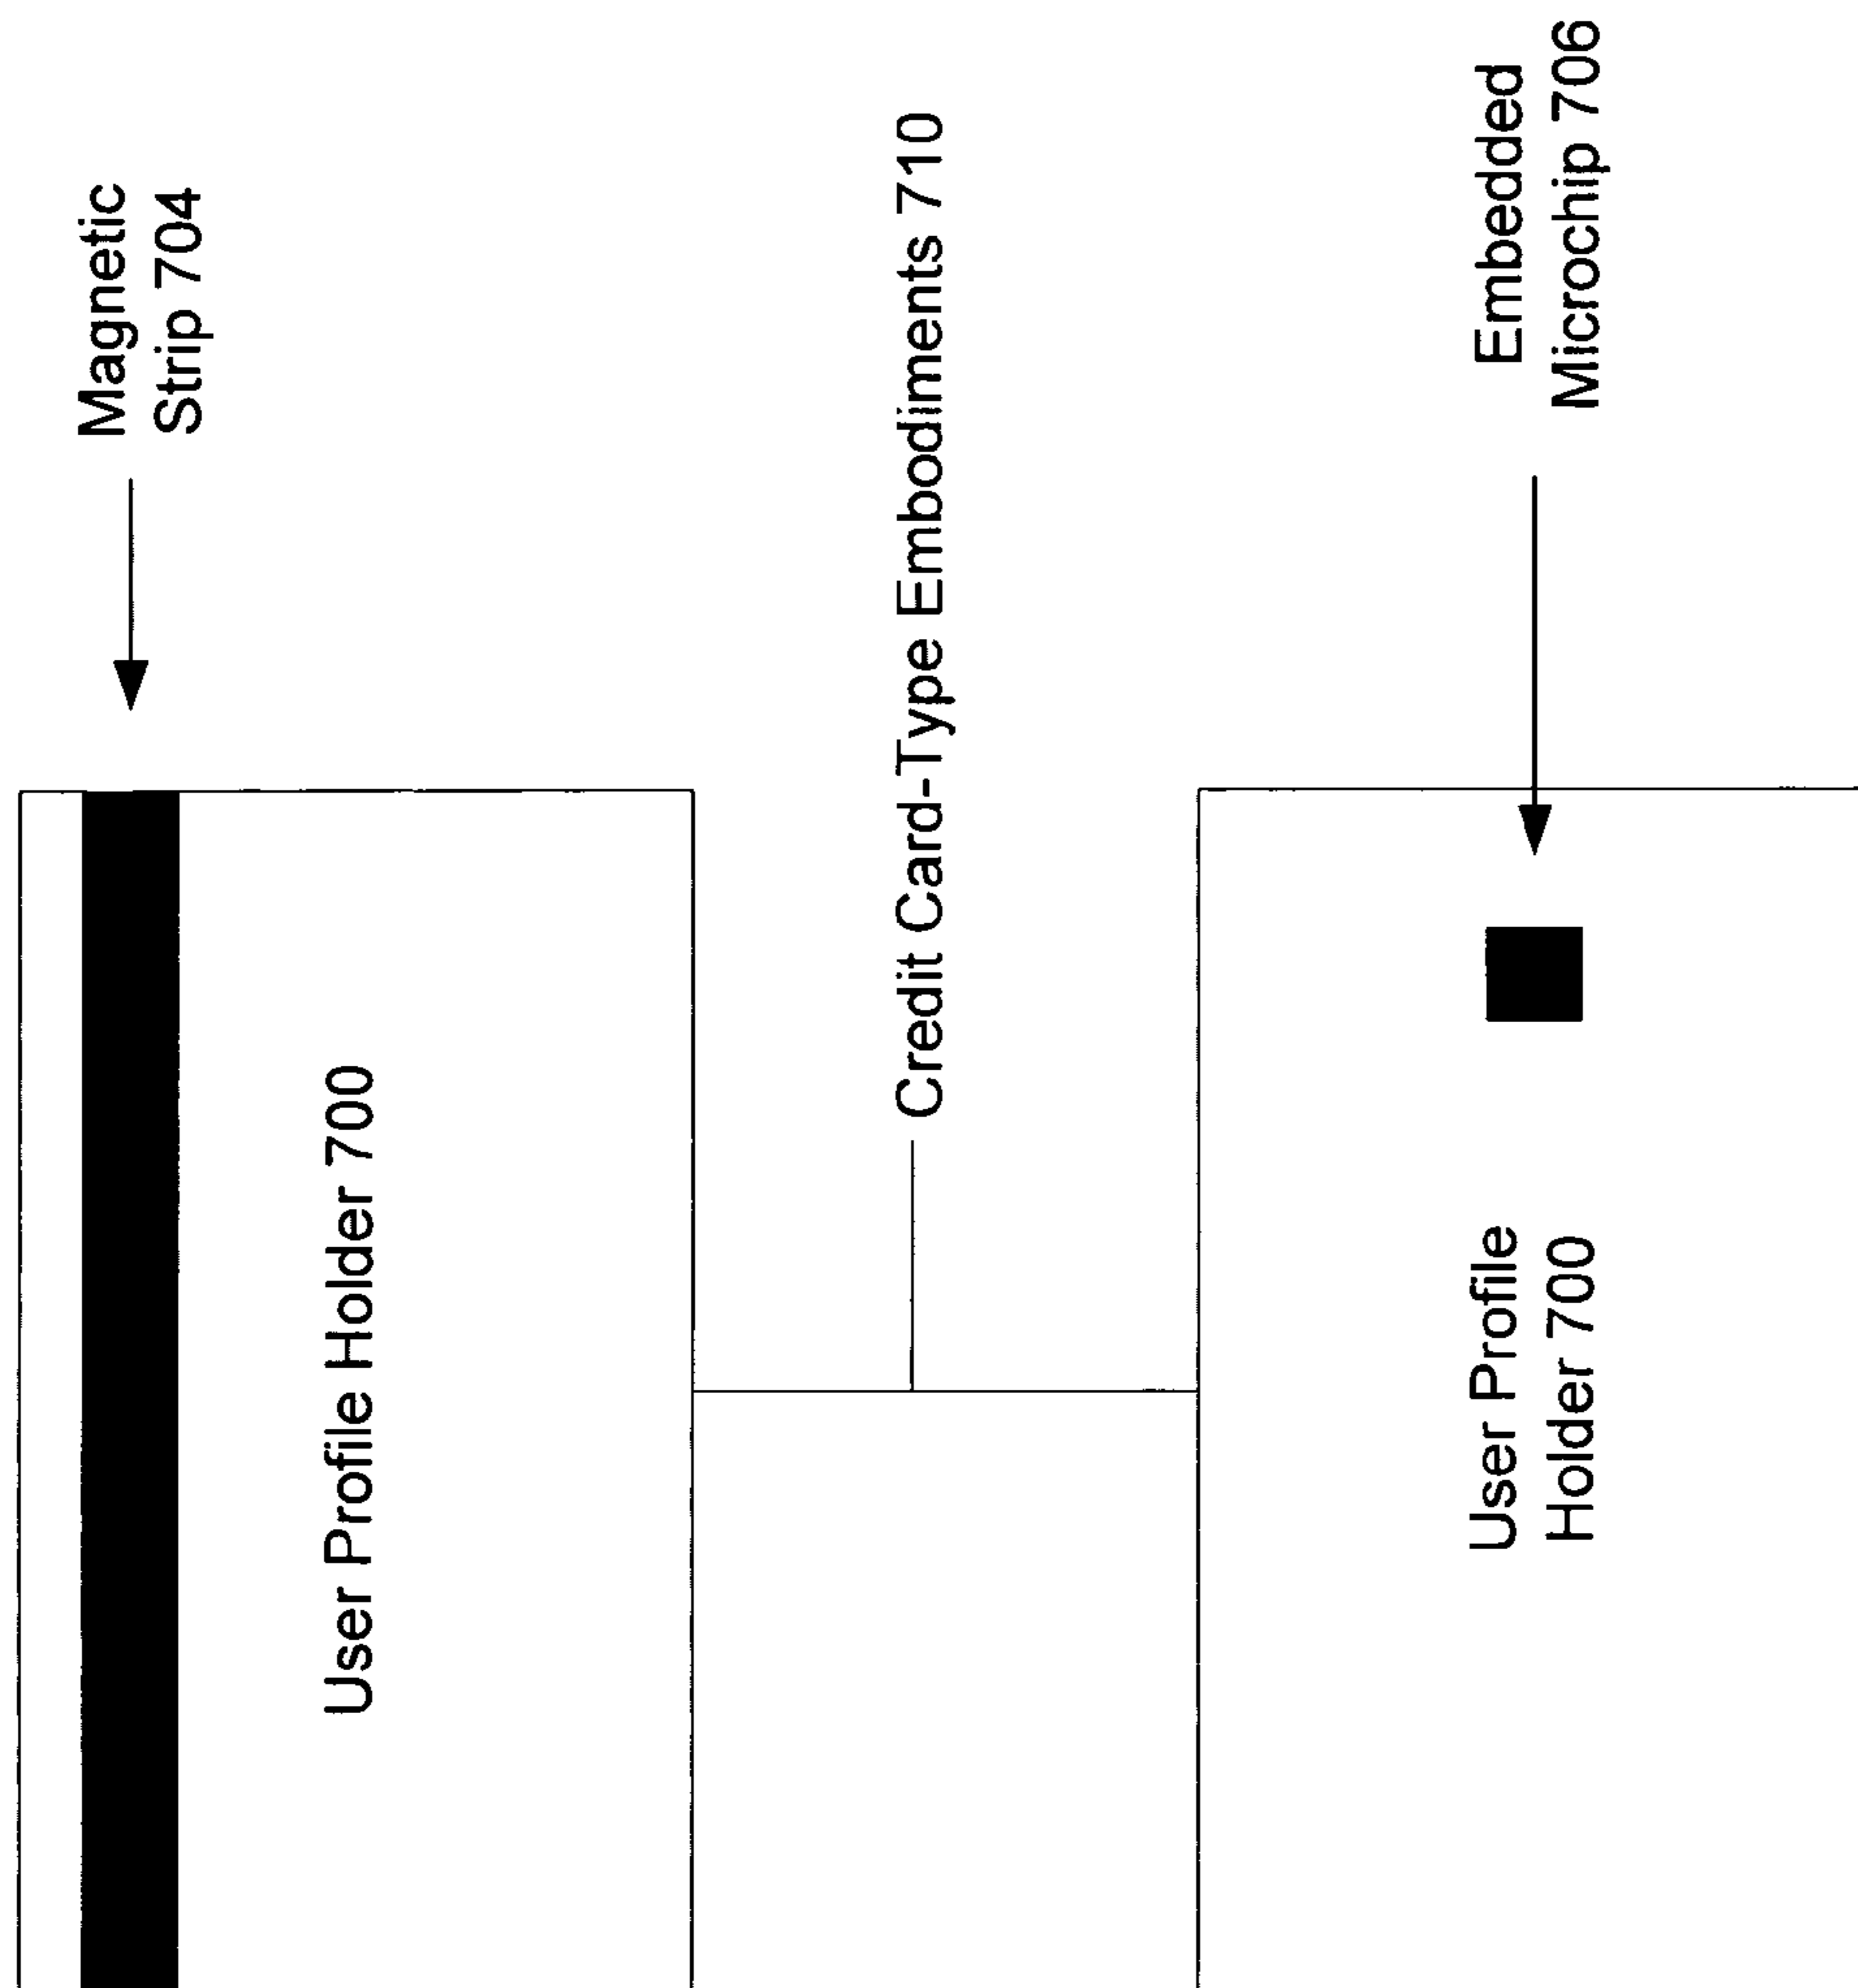 Magnetic
Strip 704
User Profile Holder 700
Credit Card-Type Embodiments 710
Embedded
Microchip 706
User Profile
Holder 700